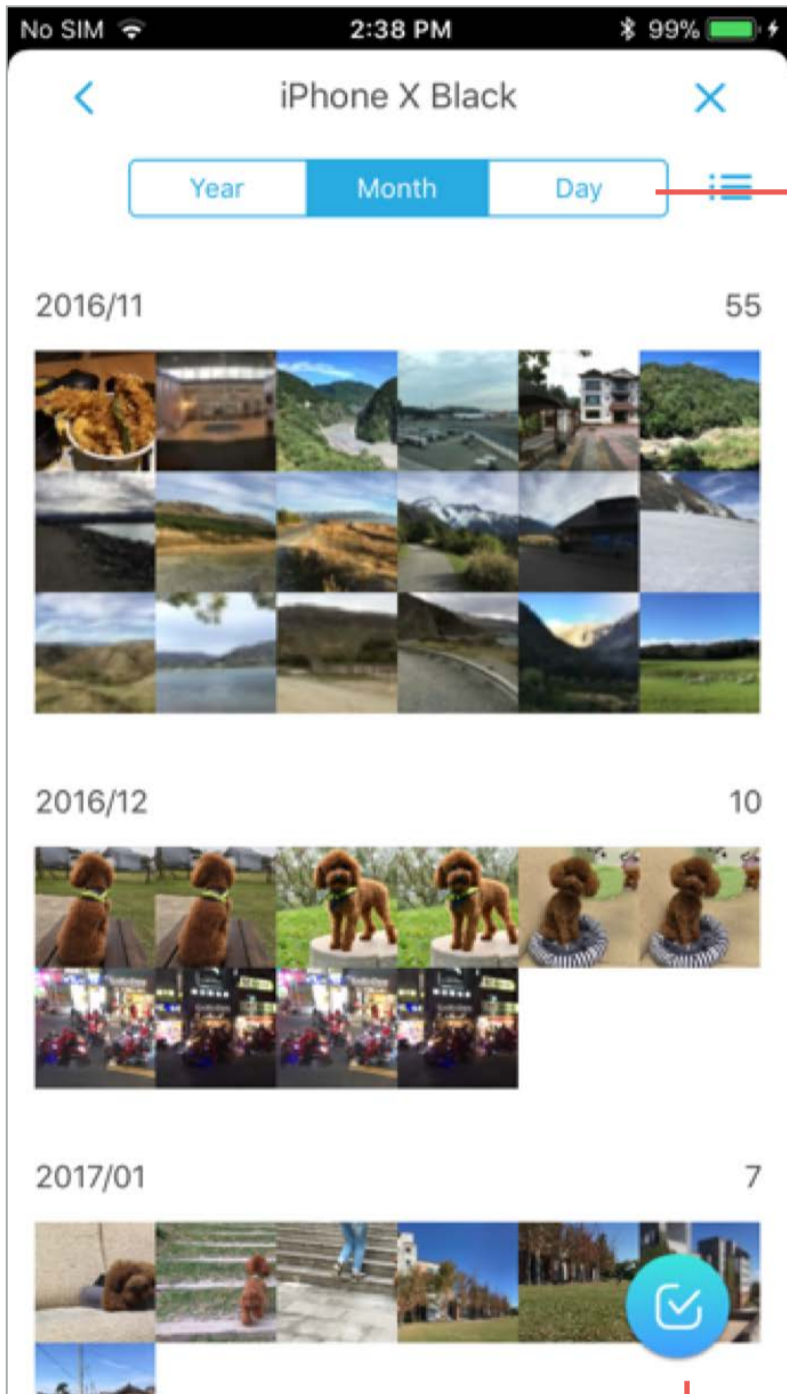 No SIM 2:38 PM 99%
iPhone X Black
Year Month Day
2016/11 55
2016/12 10
2017/01 7